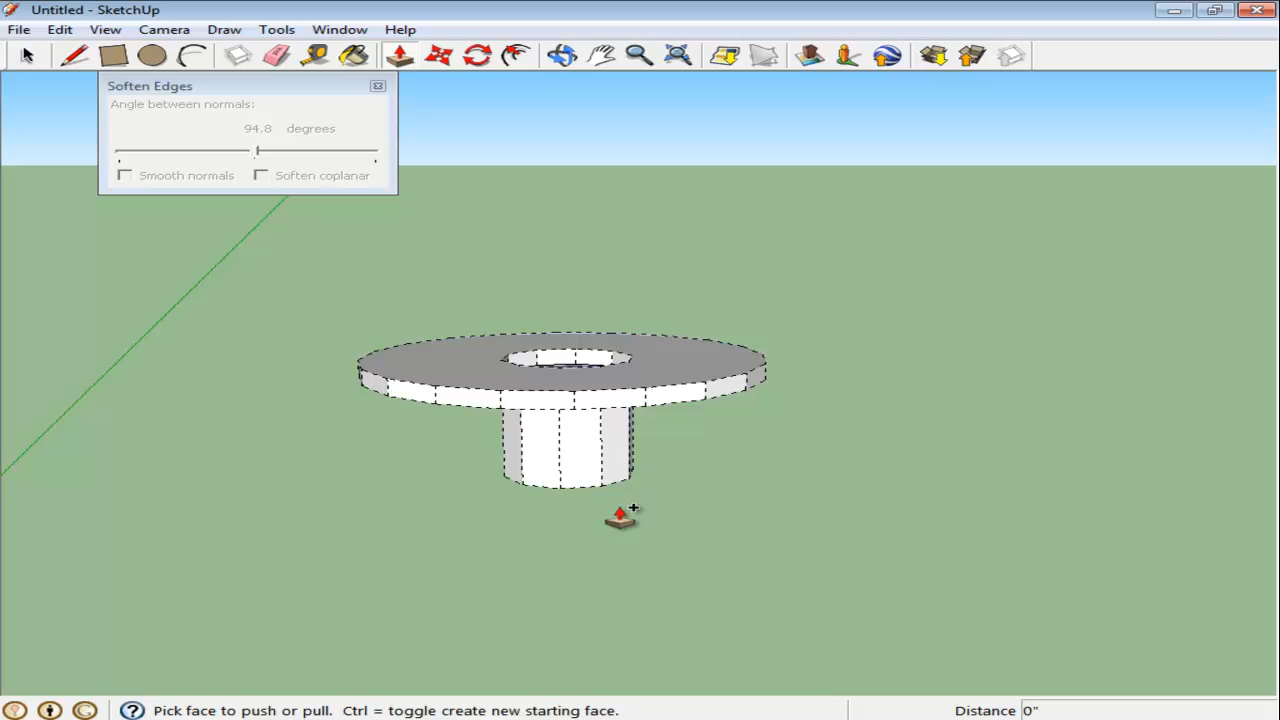 Untitled - SketchUp
File Edit View Camera Draw Tools Window Help
Soften Edges
Angle between normals:
94.8 degrees
Smooth normals Soften coplanar
Pick face to push or pull. Ctrl = toggle create new starting face. Distance 0"